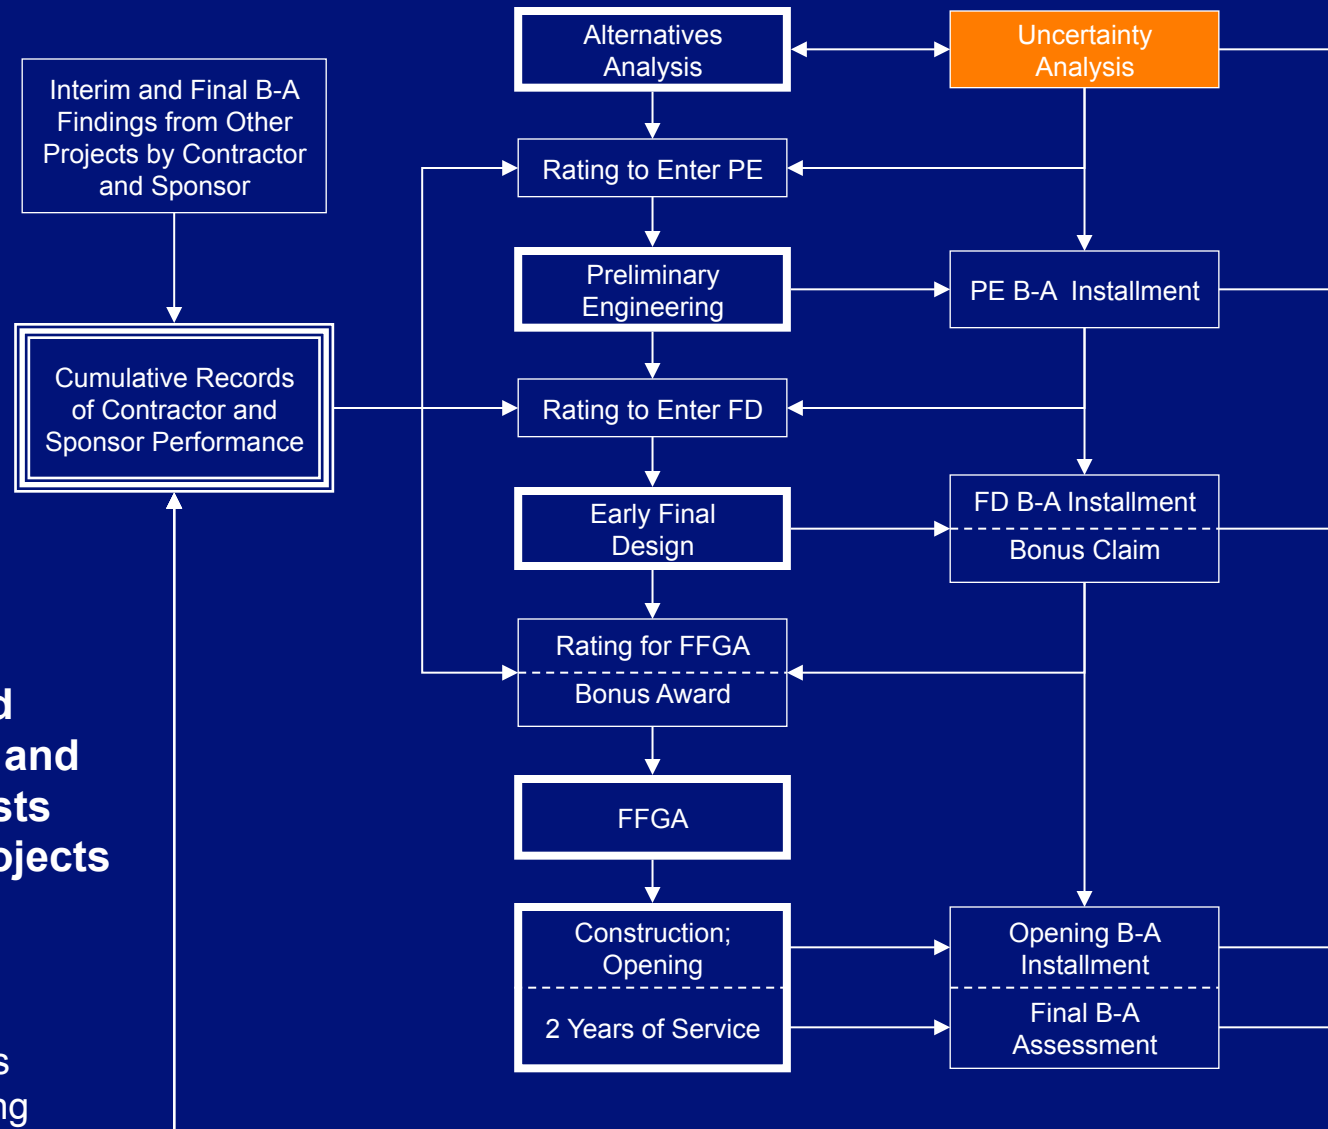 Alternatives
Analysis
Uncertainty
Analysis
Interim and Final B-A
Findings from Other
Projects by Contractor
and Sponsor
Rating to Enter PE
Preliminary
Engineering
PE B-A Installment
Cumulative Records
of Contractor and
Sponsor Performance
Rating to Enter FD
Early Final
Design
FD B-A Installment
Bonus Claim
Rating for FFGA
Bonus Award
and
FFGA
Construction;
Opening
2 Years of Service
Opening B-A
Installment
Final B-A
Assessment